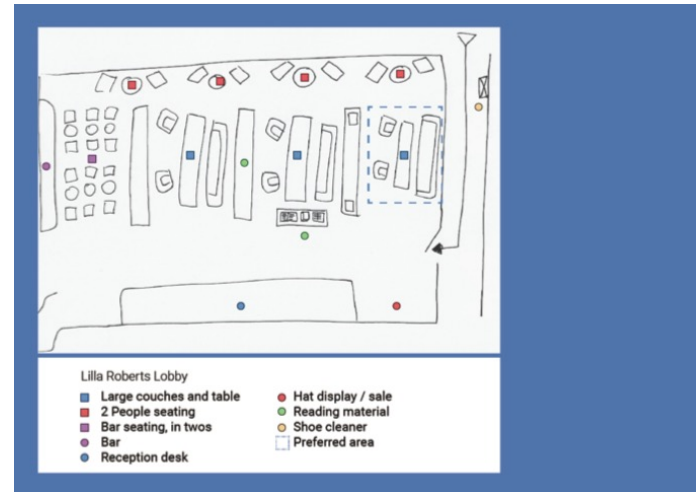 Lilla Roberts Lobby
Large couches and table
2 People seating
Bar seating, in twos
Bar
Reception desk
Hat display / sale
Reading material
Shoe cleaner
Preferred area